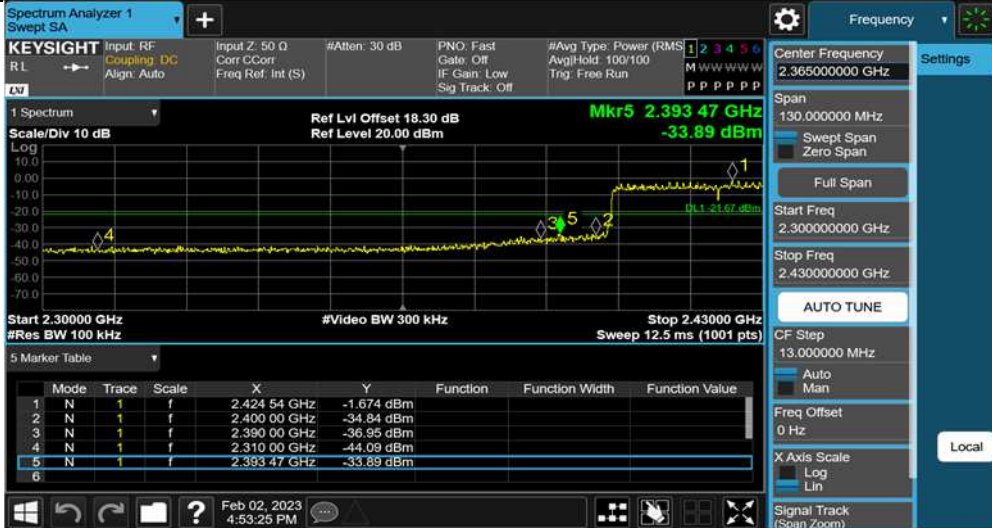 Spectrum Analyzer 1
Swept SA
+
Frequency
KEYSIGHT
RL
LXI
Input: RF
Coupling: DC
Align: Auto
Input Z: 50 Ω
Corr CCorr
Freq Ref: Int (S)
#Atten: 30 dB
PNO: Fast
Gate: Off
IF Gain: Low
Sig Track: Off
#Avg Type: Power (RMS
Avg|Hold: 100/100
Trig: Free Run
1 2 3 4 5 6
M W W W W W
P P P P P P
1 Spectrum
Scale/Div 10 dB
Ref Lvl Offset 18.30 dB
Ref Level 20.00 dBm
Mkr5 2.393 47 GHz
-33.89 dBm
Log
10.0
0.00
-10.0
-20.0
-30.0
-40.0
-50.0
-60.0
-70.0
1
DL1 -21.67 dBm
3 5 2
4
Start 2.30000 GHz
#Video BW 300 kHz
Stop 2.43000 GHz
#Res BW 100 kHz
Sweep 12.5 ms (1001 pts)
5 Marker Table
Mode Trace Scale X Y Function Function Width Function Value
1 N 1 f 2.424 54 GHz -1.674 dBm
2 N 1 f 2.400 00 GHz -34.84 dBm
3 N 1 f 2.390 00 GHz -36.95 dBm
4 N 1 f 2.310 00 GHz -44.09 dBm
5 N 1 f 2.393 47 GHz -33.89 dBm
6
?
Feb 02, 2023
4:53:25 PM
Center Frequency
2.365000000 GHz
Settings
Span
130.000000 MHz
Swept Span
Zero Span
Full Span
Start Freq
2.300000000 GHz
Stop Freq
2.430000000 GHz
AUTO TUNE
CF Step
13.000000 MHz
Auto
Man
Freq Offset
0 Hz
Local
X Axis Scale
Log
Lin
Signal Track
(Span Zoom)